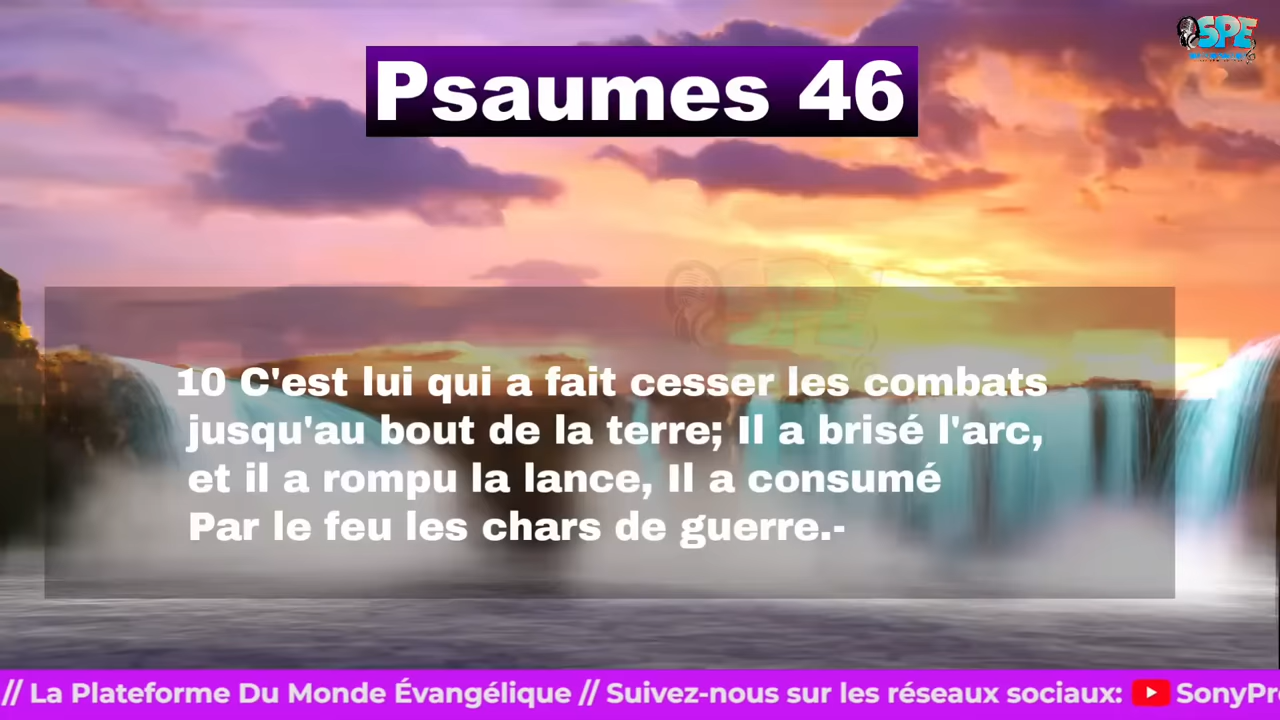 SPE
Psaumes 46
10 C'est lui qui a fait cesser les combats
jusqu'au bout de la terre; Il a brisé l'arc,
et il a rompu la lance, Il a consumé
Par le feu les chars de guerre.-
// La Plateforme Du Monde Évangélique // Suivez-nous sur les réseaux sociaux: SonyPro